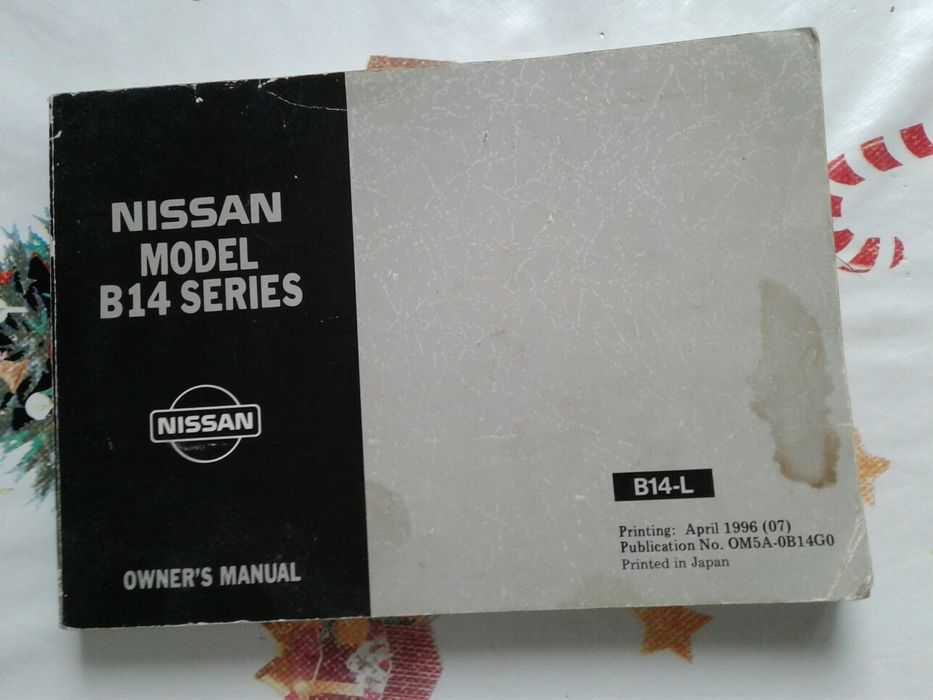 NISSAN
MODEL
B14 SERIES
NISSAN
OWNER'S MANUAL
B14-L
Printing: April 1996 (07)
Publication No. OM5A-0B14G0
Printed in Japan